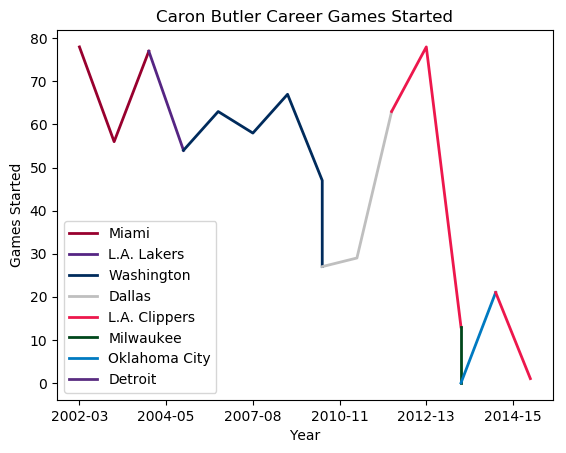 Caron Butler Career Games Started
80
70
60
50
40
30
20
10
0
Games Started
Miami
L.A. Lakers
Washington
Dallas
L.A. Clippers
Milwaukee
Oklahoma City
Detroit
2002-03 2004-05 2007-08 2010-11 2012-13 2014-15
Year